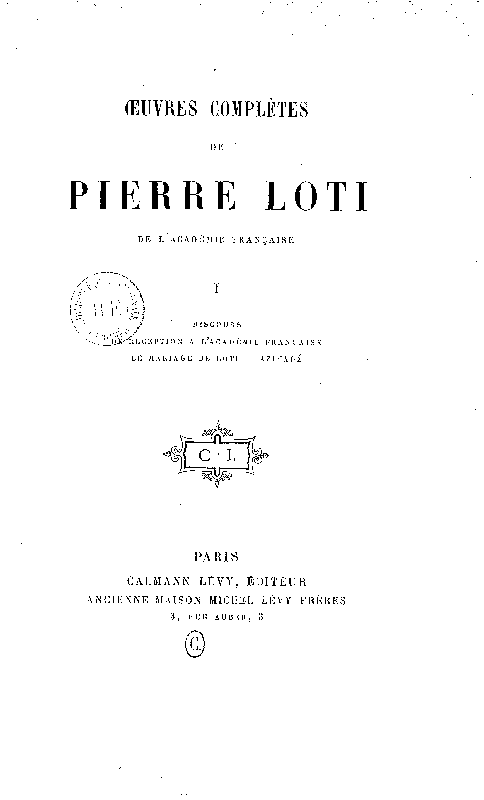 ŒUVRES COMPLÈTES
DE
PIERRE LOTI
DE L'ACADÉMIE FRANÇAISE
I
DISCOURS
DE RÉCEPTION A L'ACADÉMIE FRANÇAISE
LE MARIAGE DE LOTI AZIYADÉ
C · L
PARIS
CALMANN LÉVY, ÉDITEUR
ANCIENNE MAISON MICHEL LÉVY FRÈRES
3, RUE AUBER, 3